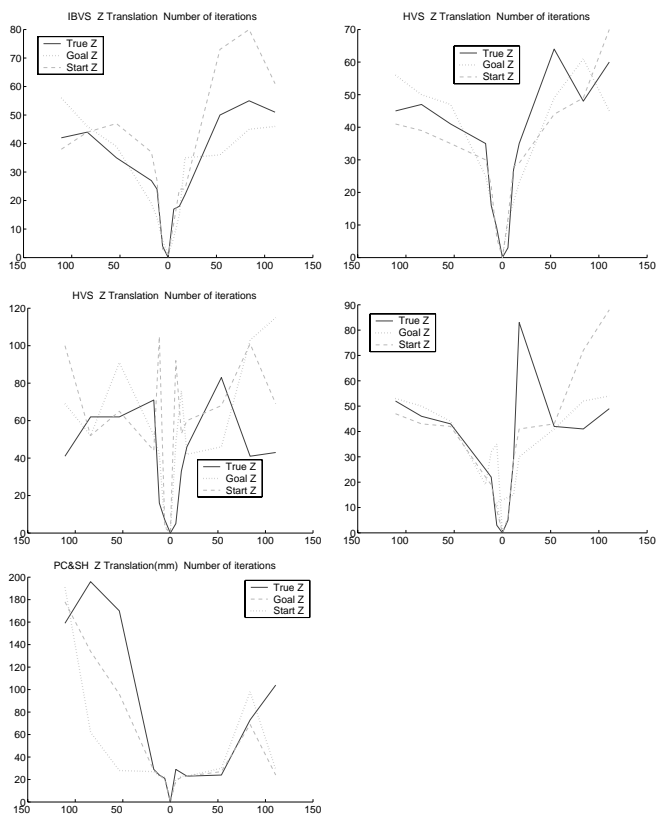 IBVS Z Translation Number of iterations
80
70
60
50
40
30
20
10
0
150 100 50 0 50 100 150
True Z
Goal Z
Start Z
HVS Z Translation Number of iterations
70
60
50
40
30
20
10
0
150 100 50 0 50 100 150
True Z
Goal Z
Start Z
HVS Z Translation Number of iterations
120
100
80
60
40
20
0
150 100 50 0 50 100 150
True Z
Goal Z
Start Z
90
80
70
60
50
40
30
20
10
0
150 100 50 0 50 100 150
True Z
Goal Z
Start Z
PC&SH Z Translation(mm) Number of iterations
200
180
160
140
120
100
80
60
40
20
0
150 100 50 0 50 100 150
True Z
Goal Z
Start Z